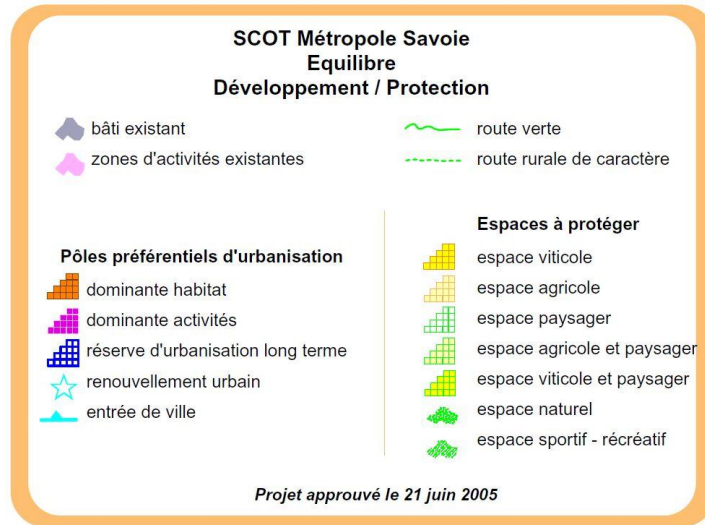 SCOT Métropole Savoie
Equilibre
Développement / Protection
bâti existant
zones d'activités existantes
route verte
route rurale de caractère
Pôles préférentiels d'urbanisation
dominante habitat
dominante activités
réserve d'urbanisation long terme
renouvellement urbain
entrée de ville
Espaces à protéger
espace viticole
espace agricole
espace paysager
espace agricole et paysager
espace viticole et paysager
espace naturel
espace sportif - récréatif
Projet approuvé le 21 juin 2005